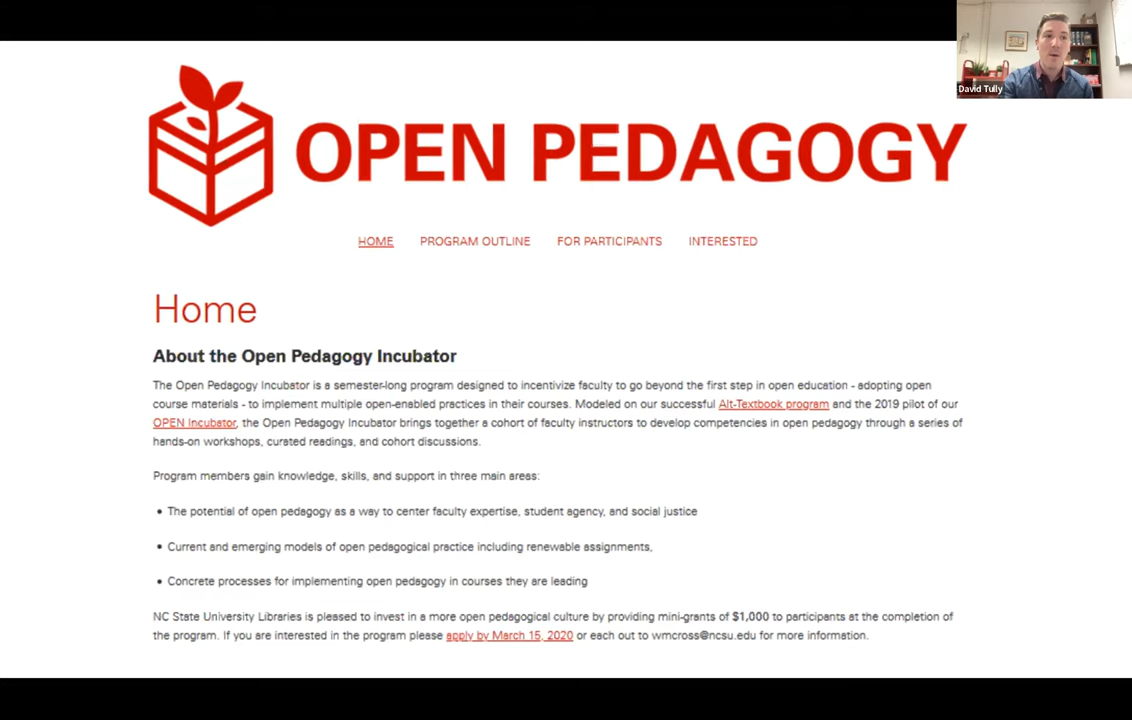 David Tully
OPEN PEDAGOGY
HOME PROGRAM OUTLINE FOR PARTICIPANTS INTERESTED
Home
About the Open Pedagogy Incubator
The Open Pedagogy Incubator is a semester-long program designed to incentivize faculty to go beyond the first step in open education - adopting open
course materials - to implement multiple open-enabled practices in their courses. Modeled on our successful Alt-Textbook program and the 2019 pilot of our
OPEN Incubator, the Open Pedagogy Incubator brings together a cohort of faculty instructors to develop competencies in open pedagogy through a series of
hands-on workshops, curated readings, and cohort discussions.
Program members gain knowledge, skills, and support in three main areas:
• The potential of open pedagogy as a way to center faculty expertise, student agency, and social justice
• Current and emerging models of open pedagogical practice including renewable assignments,
• Concrete processes for implementing open pedagogy in courses they are leading
NC State University Libraries is pleased to invest in a more open pedagogical culture by providing mini-grants of $1,000 to participants at the completion of
the program. If you are interested in the program please apply by March 15, 2020 or each out to wmcross@ncsu.edu for more information.